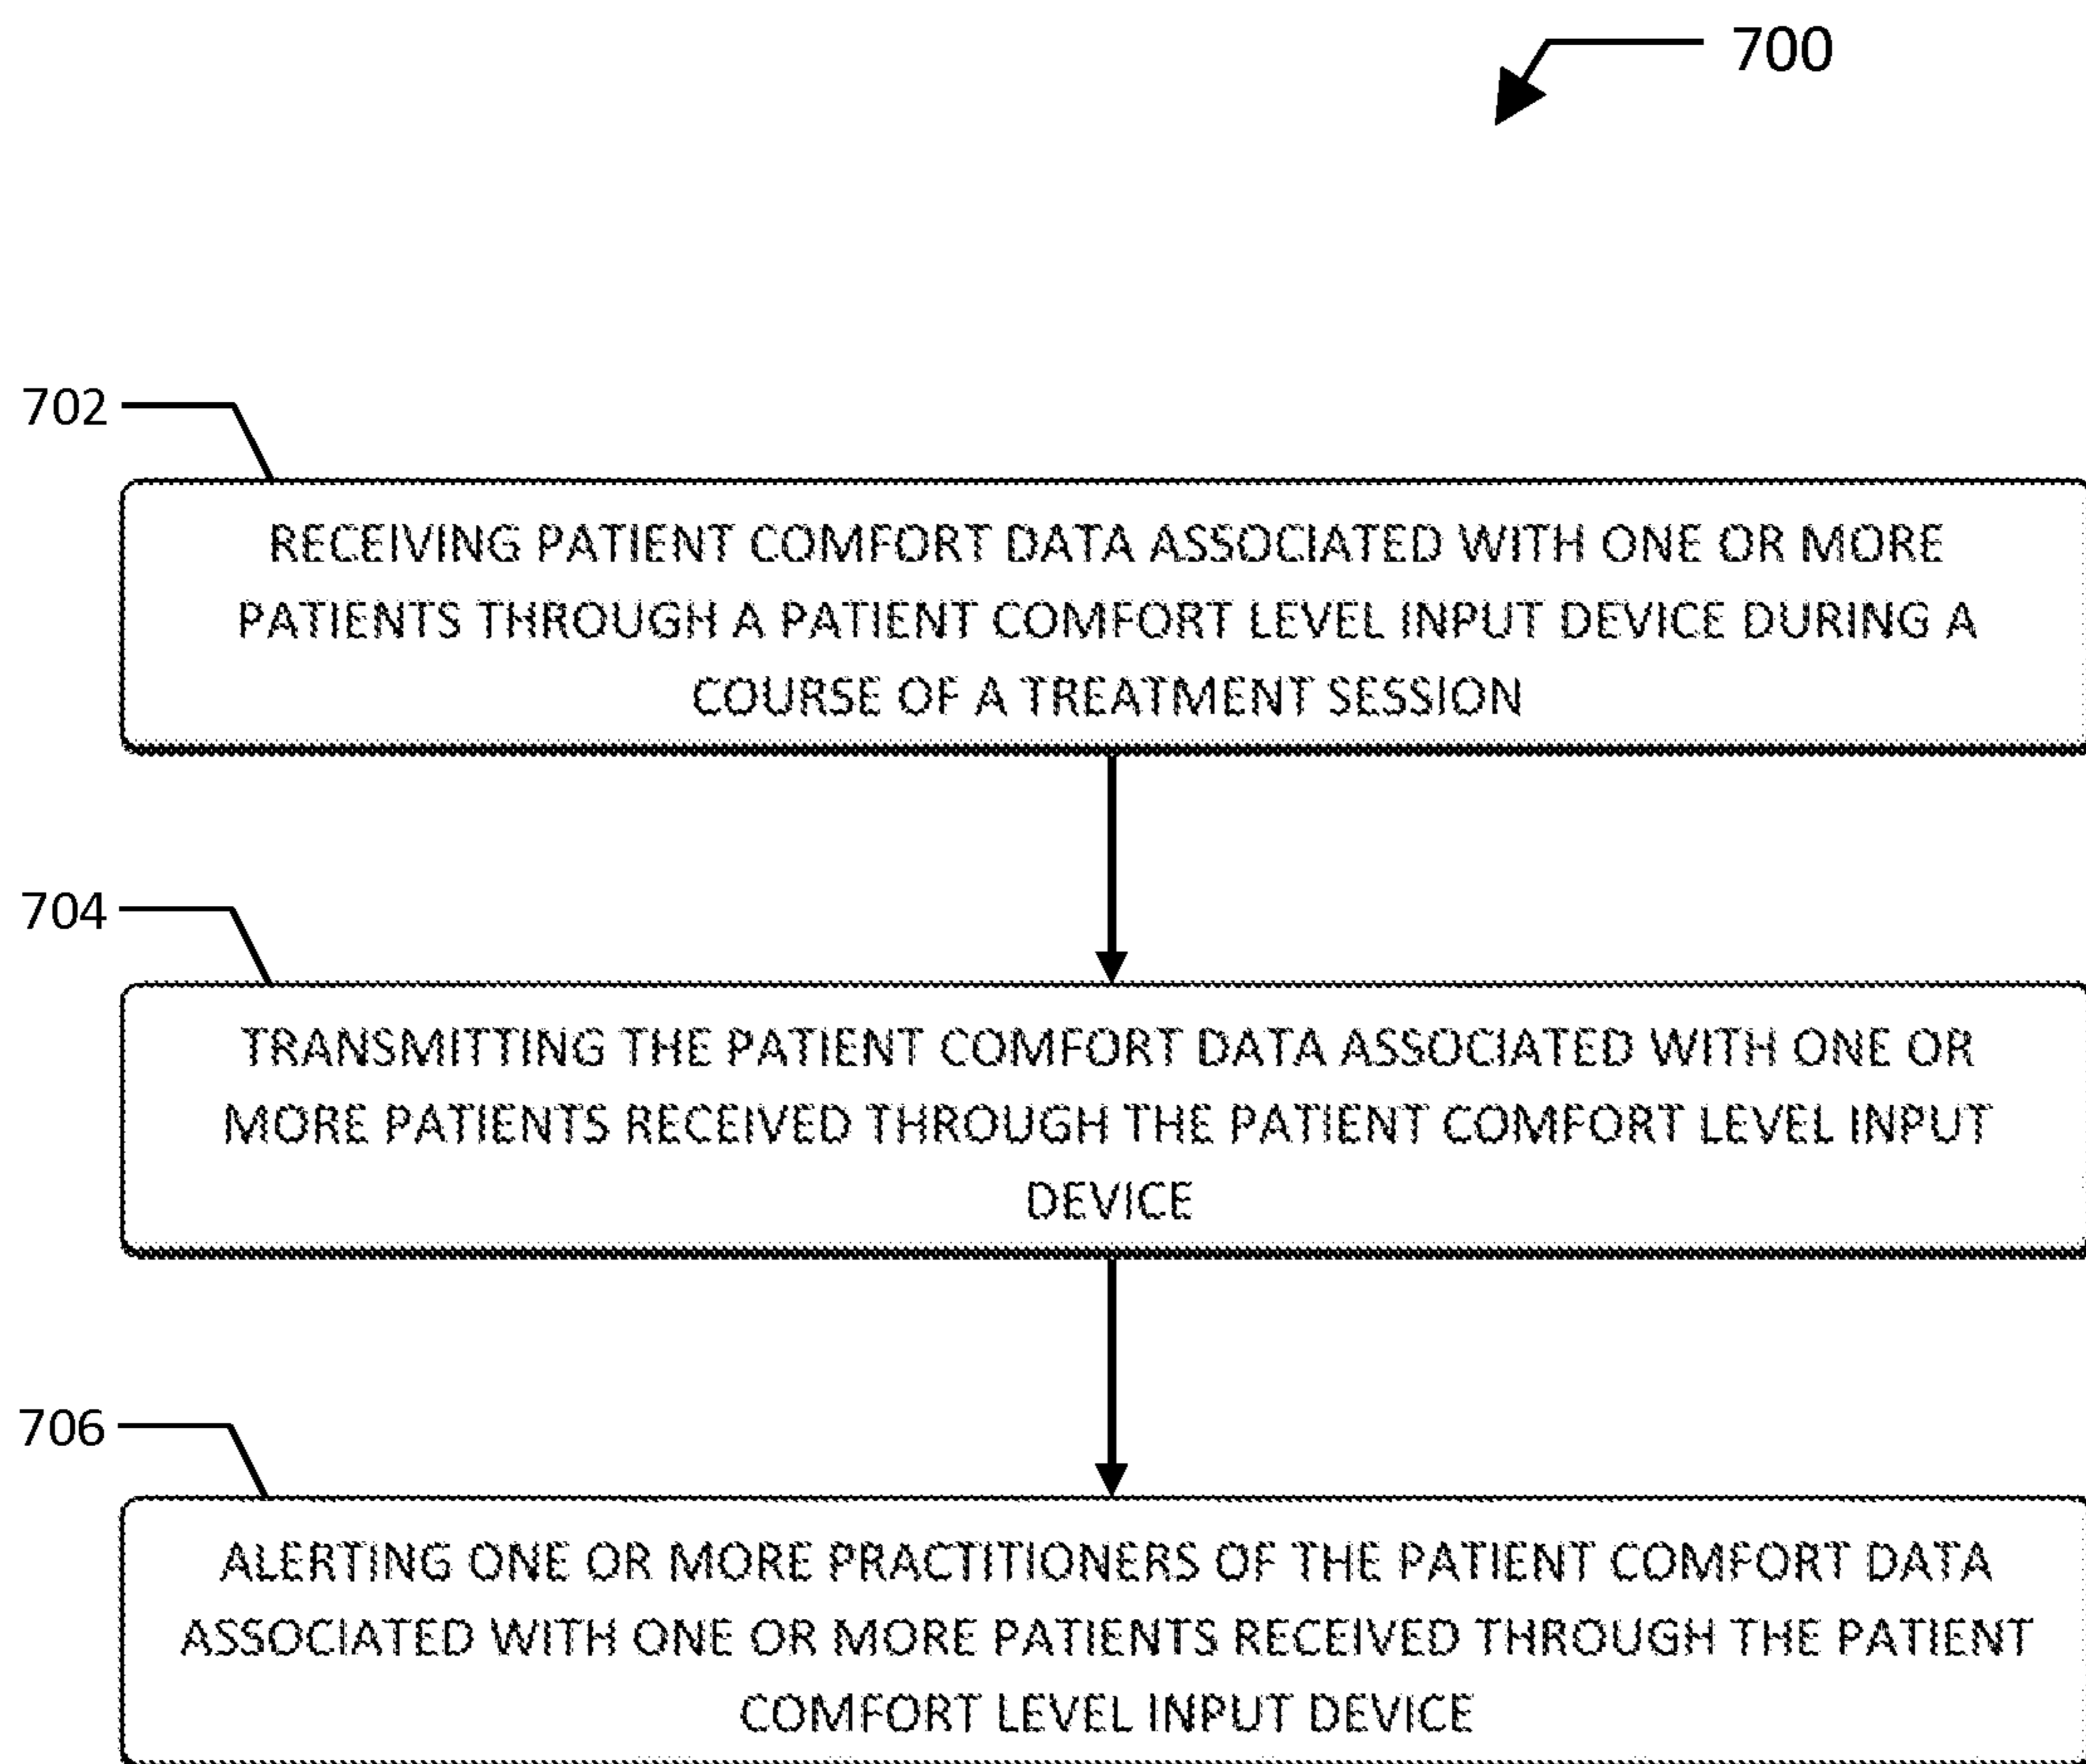 700
702
RECEIVING PATIENT COMFORT DATA ASSOCIATED WITH ONE OR MORE
PATIENTS THROUGH A PATIENT COMFORT LEVEL INPUT DEVICE DURING A
COURSE OF A TREATMENT SESSION
704
TRANSMITTING THE PATIENT COMFORT DATA ASSOCIATED WITH ONE OR
MORE PATIENTS RECEIVED THROUGH THE PATIENT COMFORT LEVEL INPUT
DEVICE
706
ALERTING ONE OR MORE PRACTITIONERS OF THE PATIENT COMFORT DATA
ASSOCIATED WITH ONE OR MORE PATIENTS RECEIVED THROUGH THE PATIENT
COMFORT LEVEL INPUT DEVICE